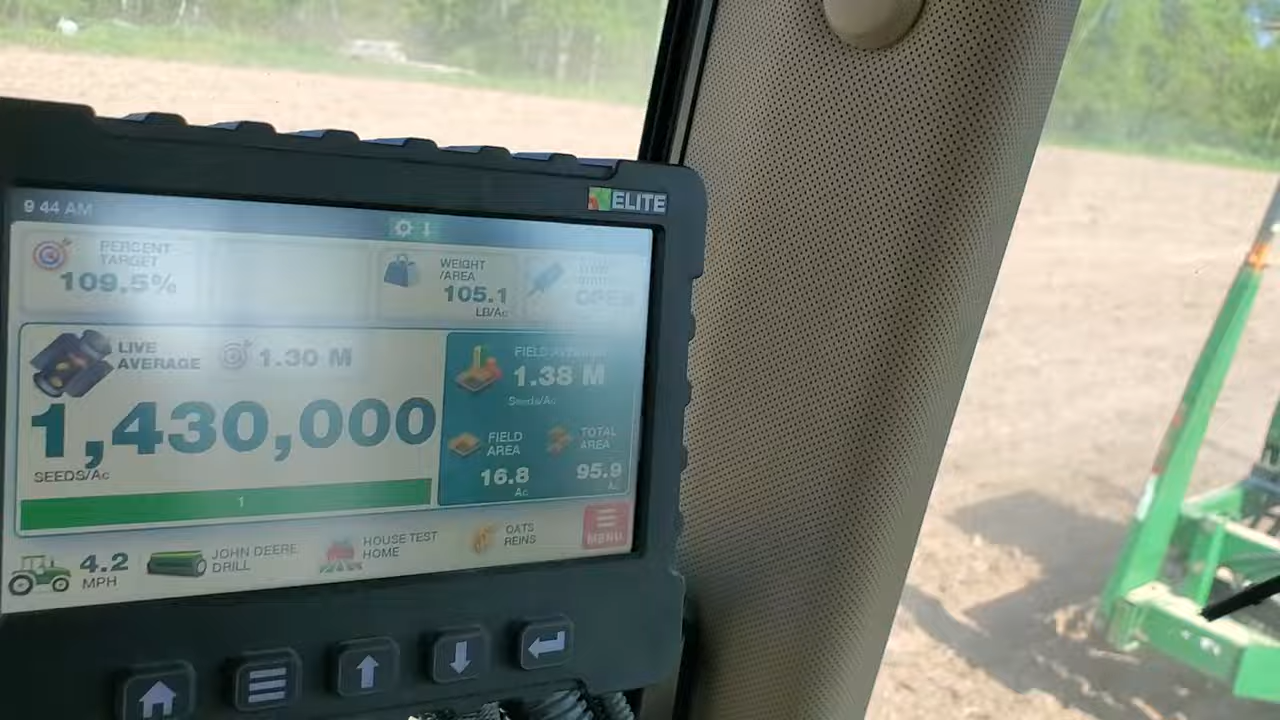 ELITE
9 44 AM
PERCENT
TARGET
109.5%
WEIGHT
/AREA
105.1
LB/Ac
OPEN
LIVE
AVERAGE
1.30 M
1,430,000
SEEDS/Ac
1
FIELD
1.38 M
Seeds/Ac
FIELD
AREA
16.8
Ac
TOTAL
AREA
95.9
4.2
MPH
JOHN DEERE
DRILL
HOUSE TEST
HOME
OATS
REINS
MENU